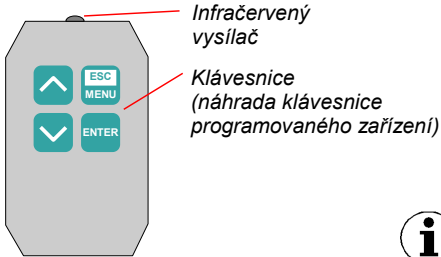 Infračervený
vysílač
Klávesnice
(náhrada klávesnice
programovaného zařízení)
ESC
MENU
ENTER
i